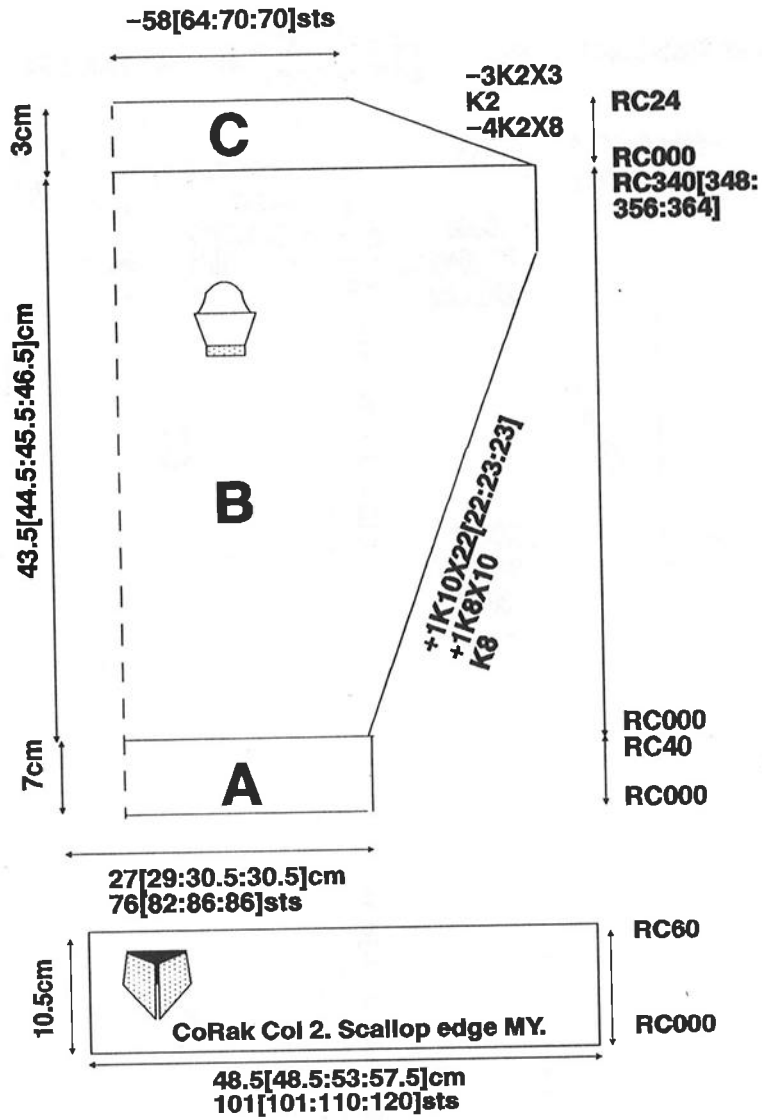 −58[64:70:70]sts
−3K2X3
K2
−4K2X8
RC24
RC000
RC340[348:
356:364]
3cm
C
43.5[44.5:45.5:46.5]cm
B
+1K10X22[22:23:23]
+1K8X10
K8
RC000
RC40
RC000
7cm
A
27[29:30.5:30.5]cm
76[82:86:86]sts
RC60
10.5cm
CoRak Col 2. Scallop edge MY.
RC000
48.5[48.5:53:57.5]cm
101[101:110:120]sts